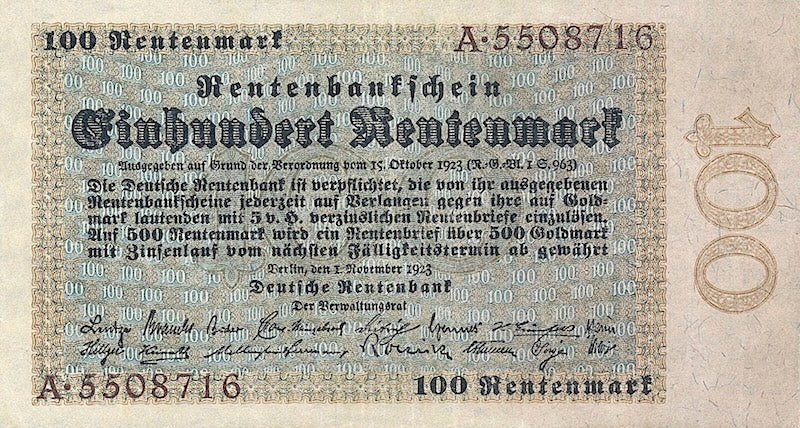 100 Rentenmark A·5508716
Rentenbankschein
Einhundert Rentenmark
Ausgegeben auf Grund der Verordnung vom 15. Oktober 1923 (R.-G.-Bl. I S. 963)
Die Deutsche Rentenbank ist verpflichtet, die von ihr ausgegebenen
Rentenbankscheine jederzeit auf Verlangen gegen ihre auf Gold-
mark lautenden mit 5 v. H. verzinslichen Rentenbriefe einzulösen.
Auf 500 Rentenmark wird ein Rentenbrief über 500 Goldmark
mit Zinsenlauf vom nächsten Fälligkeitstermin ab gewährt
Berlin, den 1. November 1923
Deutsche Rentenbank
Der Verwaltungsrat
A·5508716 100 Rentenmark
100